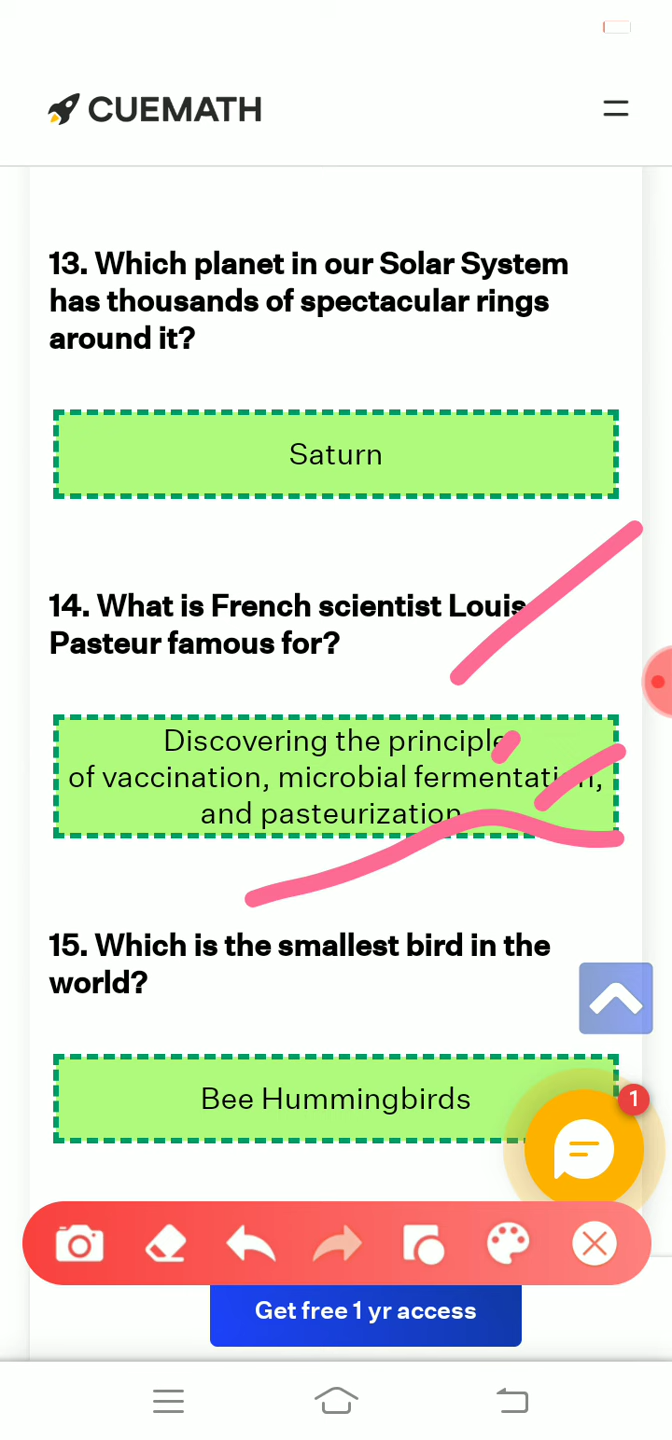 CUEMATH
13. Which planet in our Solar System
has thousands of spectacular rings
around it?
Saturn
14. What is French scientist Louis
Pasteur famous for?
Discovering the principle
of vaccination, microbial fermentation,
and pasteurization
15. Which is the smallest bird in the
world?
Bee Hummingbirds
1
Get free 1 yr access